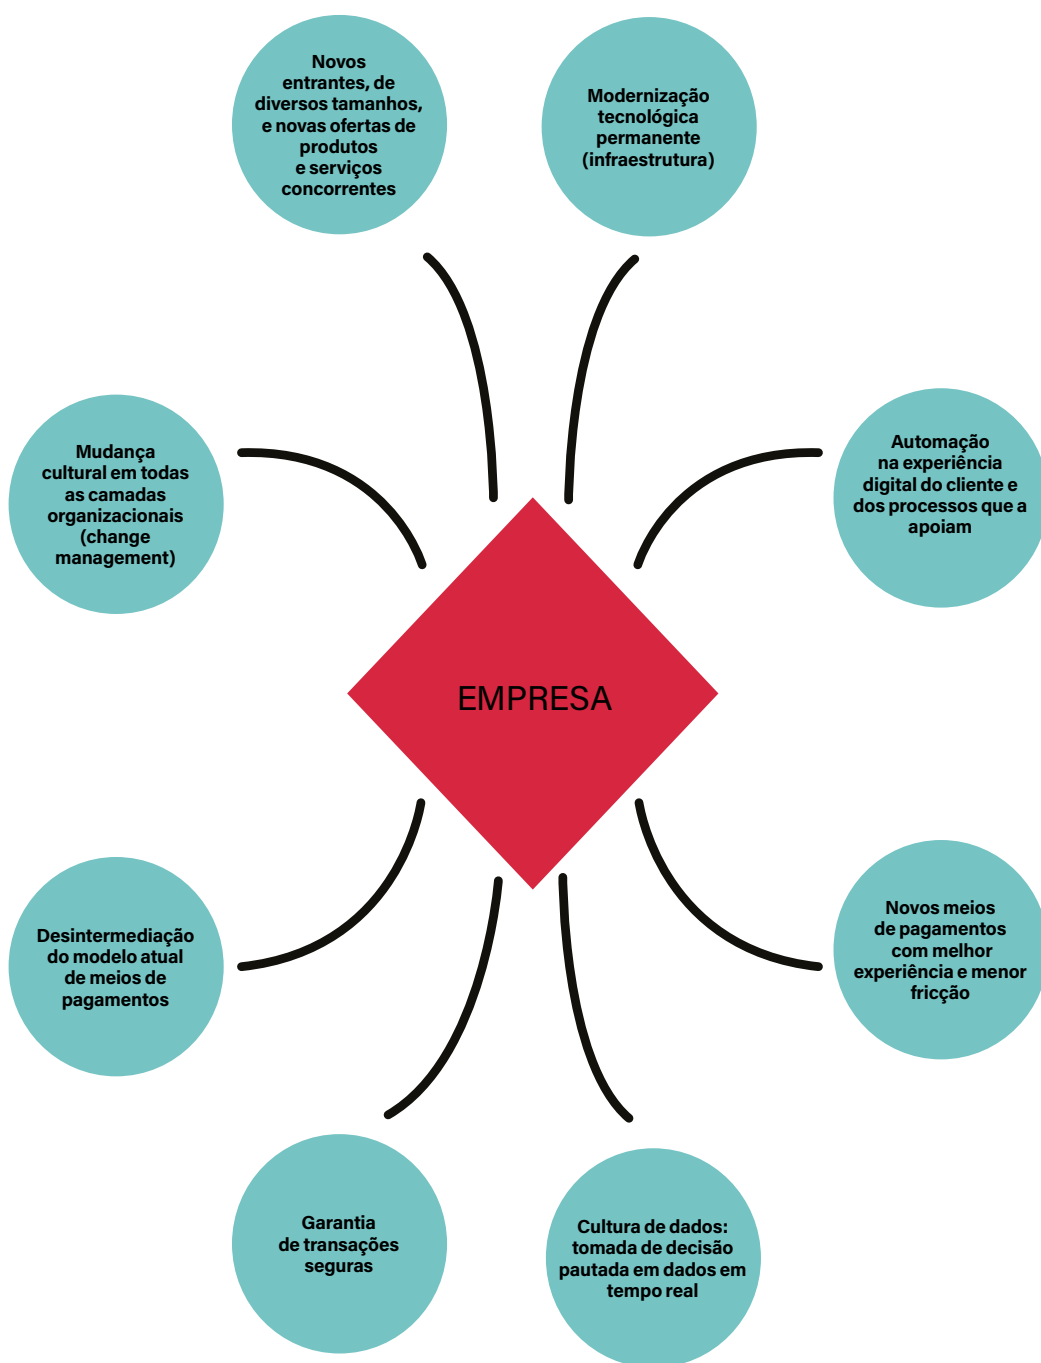 Novos
entrantes, de
diversos tamanhos,
e novas ofertas de
produtos
e serviços
concorrentes
Modernização
tecnológica
permanente
(infraestrutura)
Mudança
cultural em todas
as camadas
organizacionais
(change
management)
Automação
na experiência
digital do cliente e
dos processos que a
apoiam
EMPRESA
Desintermediação
do modelo atual
de meios de
pagamentos
Novos meios
de pagamentos
com melhor
experiência e menor
fricção
Garantia
de transações
seguras
Cultura de dados:
tomada de decisão
pautada em dados em
tempo real